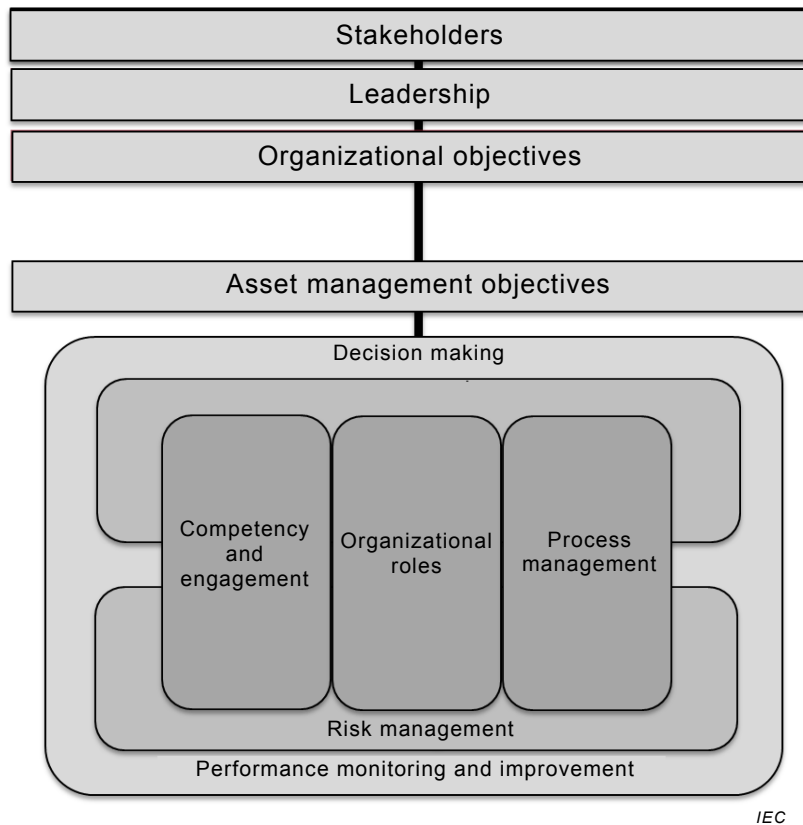 Stakeholders
Leadership
Organizational objectives
Asset management objectives
Decision making
Competency
and
engagement
Organizational
roles
Process
management
Risk management
Performance monitoring and improvement
IEC